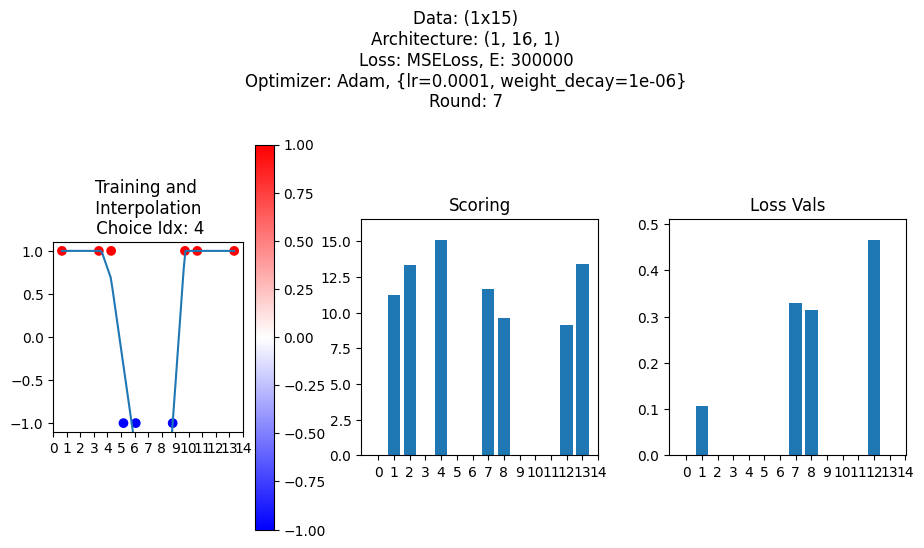 Data: (1x15)
Architecture: (1, 16, 1)
Loss: MSELoss, E: 300000
Optimizer: Adam, {lr=0.0001, weight_decay=1e-06}
Round: 7
Training and
Interpolation
Choice Idx: 4
1.0
0.5
0.0
−0.5
−1.0
0 1 2 3 4 5 6 7 8 9 10 11 12 13 14
1.00
0.75
0.50
0.25
0.00
−0.25
−0.50
−0.75
−1.00
Scoring
15.0
12.5
10.0
7.5
5.0
2.5
0.0
0 1 2 3 4 5 6 7 8 9 10 11 12 13 14
Loss Vals
0.5
0.4
0.3
0.2
0.1
0.0
0 1 2 3 4 5 6 7 8 9 10 11 12 13 14